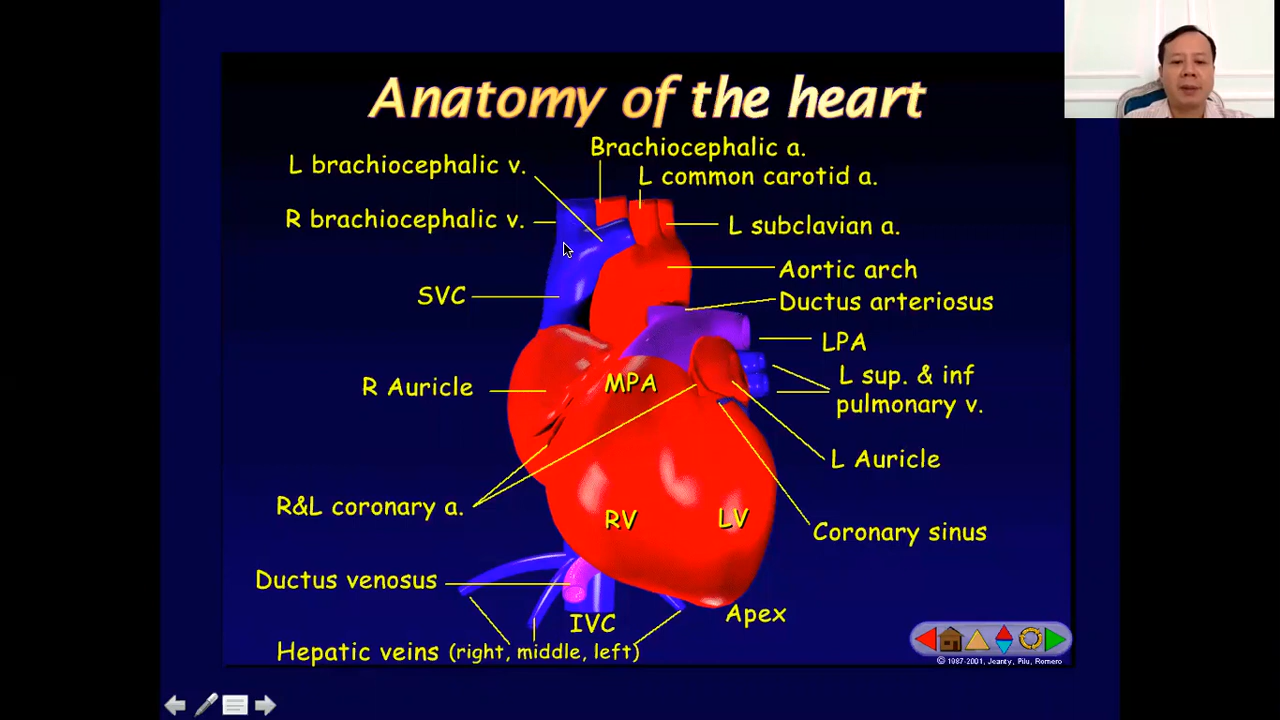 Anatomy of the heart
Brachiocephalic a.
L brachiocephalic v.
L common carotid a.
R brachiocephalic v.
L subclavian a.
Aortic arch
SVC
Ductus arteriosus
LPA
MPA
R Auricle
L sup. & inf
pulmonary v.
L Auricle
R&L coronary a.
RV
LV
Coronary sinus
Ductus venosus
IVC
Apex
Hepatic veins (right, middle, left)
© 1987-2001, Jeanty, Pilu, Romero